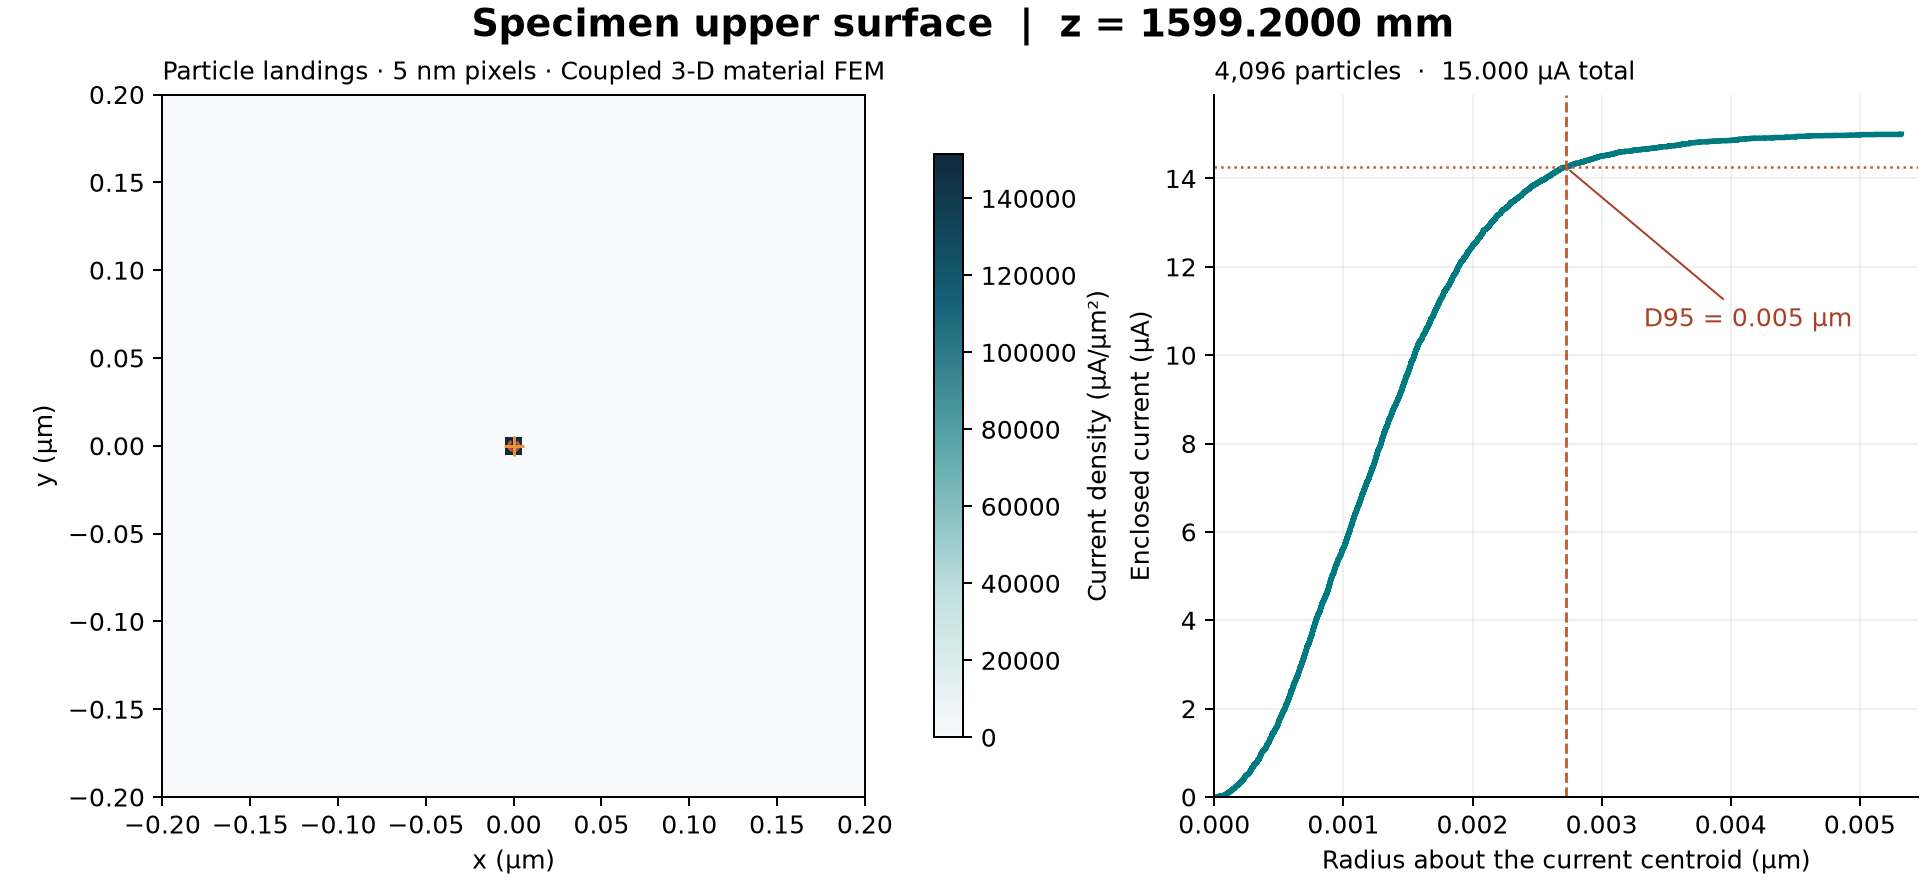 Specimen upper surface | z = 1599.2000 mm
Particle landings · 5 nm pixels · Coupled 3-D material FEM
0.20
0.15
0.10
0.05
0.00
−0.05
−0.10
−0.15
−0.20
y (μm)
−0.20 −0.15 −0.10 −0.05 0.00 0.05 0.10 0.15 0.20
x (μm)
140000
120000
100000
80000
60000
40000
20000
0
Current density (μA/μm²)
4,096 particles · 15.000 μA total
14
12
10
8
6
4
2
0
Enclosed current (μA)
D95 = 0.005 μm
0.000 0.001 0.002 0.003 0.004 0.005
Radius about the current centroid (μm)